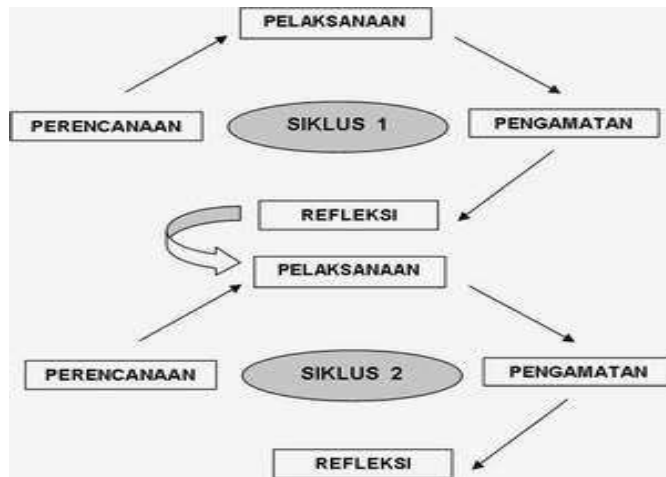 PELAKSANAAN
PERENCANAAN
SIKLUS 1
PENGAMATAN
REFLEKSI
PELAKSANAAN
PERENCANAAN
SIKLUS 2
PENGAMATAN
REFLEKSI